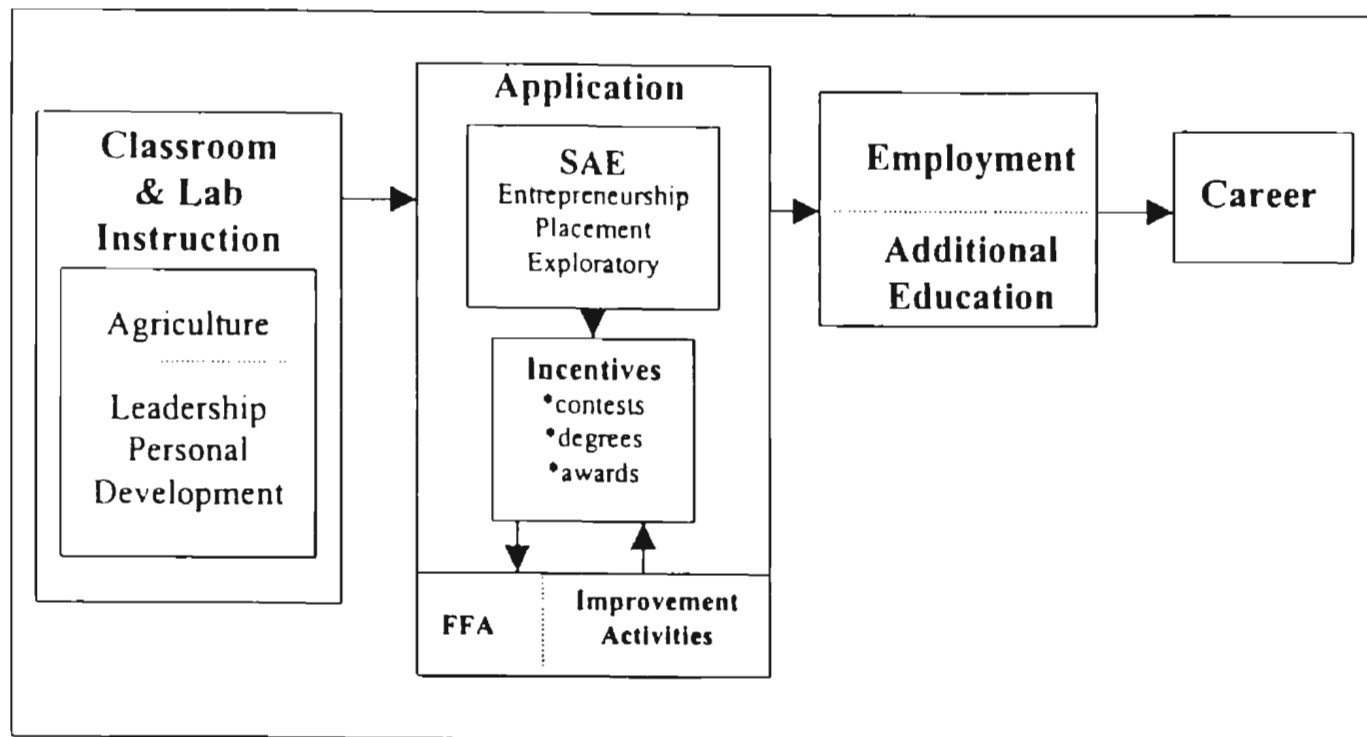 Classroom
& Lab
Instruction
Agriculture
Leadership
Personal
Development
Application
SAE
Entrepreneurship
Placement
Exploratory
Incentives
•contests
•degrees
•awards
FFA
Improvement
Activities
Employment
Additional
Education
Career